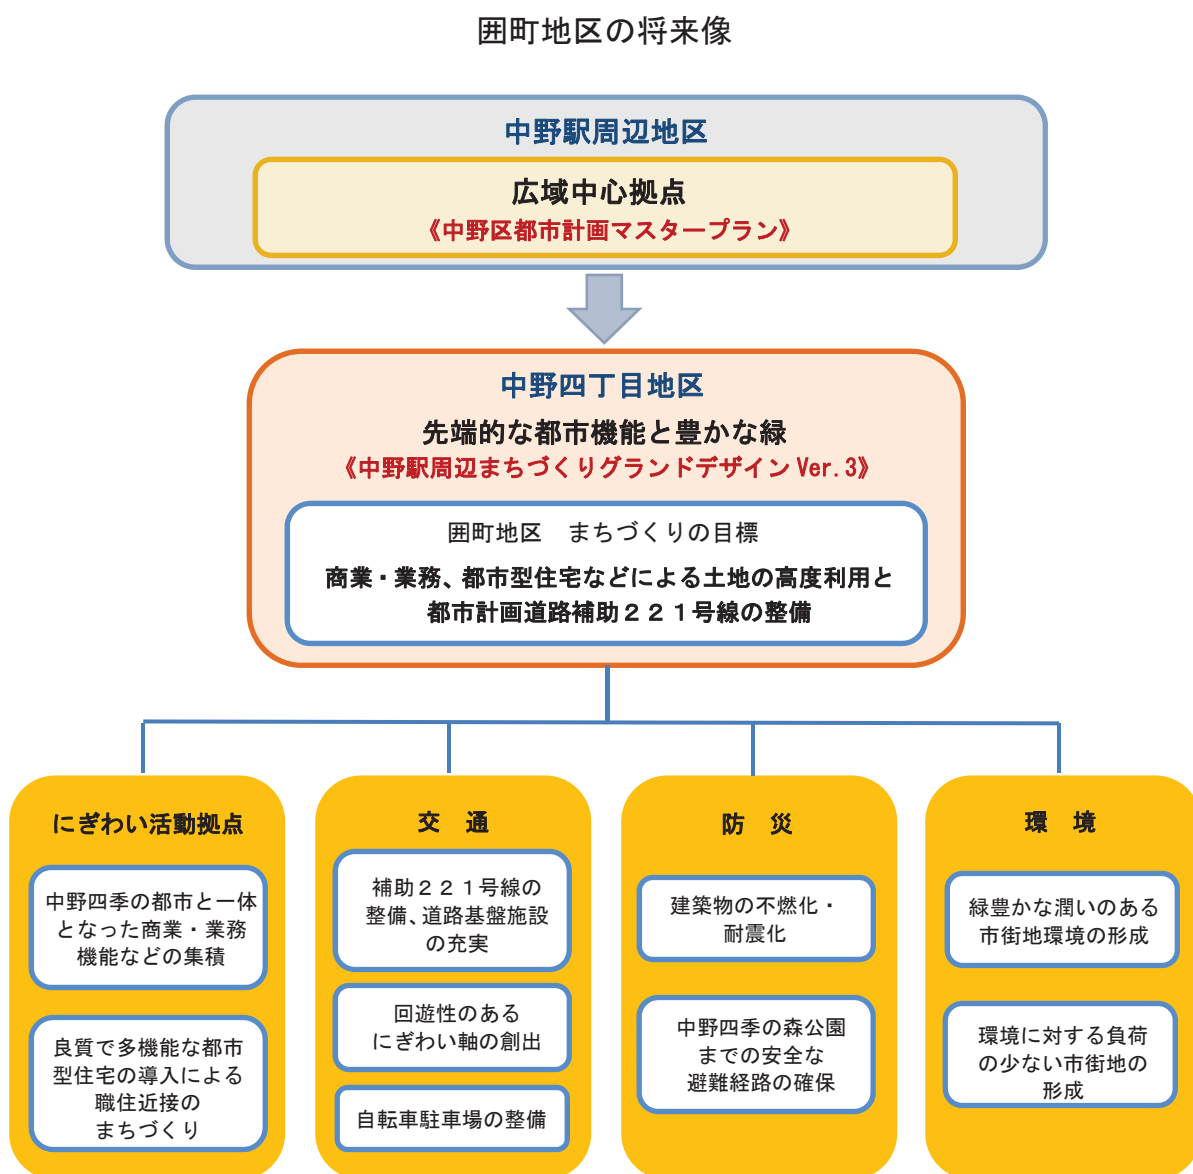 囲町地区の将来像
中野駅周辺地区
広域中心拠点
《中野区都市計画マスタープラン》
中野四丁目地区
先端的な都市機能と豊かな緑
《中野駅周辺まちづくりグランドデザイン Ver.3》
囲町地区　まちづくりの目標
商業・業務、都市型住宅などによる土地の高度利用と
都市計画道路補助２２１号線の整備
にぎわい活動拠点
中野四季の都市と一体
となった商業・業務
機能などの集積
良質で多機能な都市
型住宅の導入による
職住近接の
まちづくり
交　通
補助２２１号線の
整備、道路基盤施設
の充実
回遊性のある
にぎわい軸の創出
自転車駐車場の整備
防　災
建築物の不燃化・
耐震化
中野四季の森公園
までの安全な
避難経路の確保
環　境
緑豊かな潤いのある
市街地環境の形成
環境に対する負荷
の少ない市街地の
形成